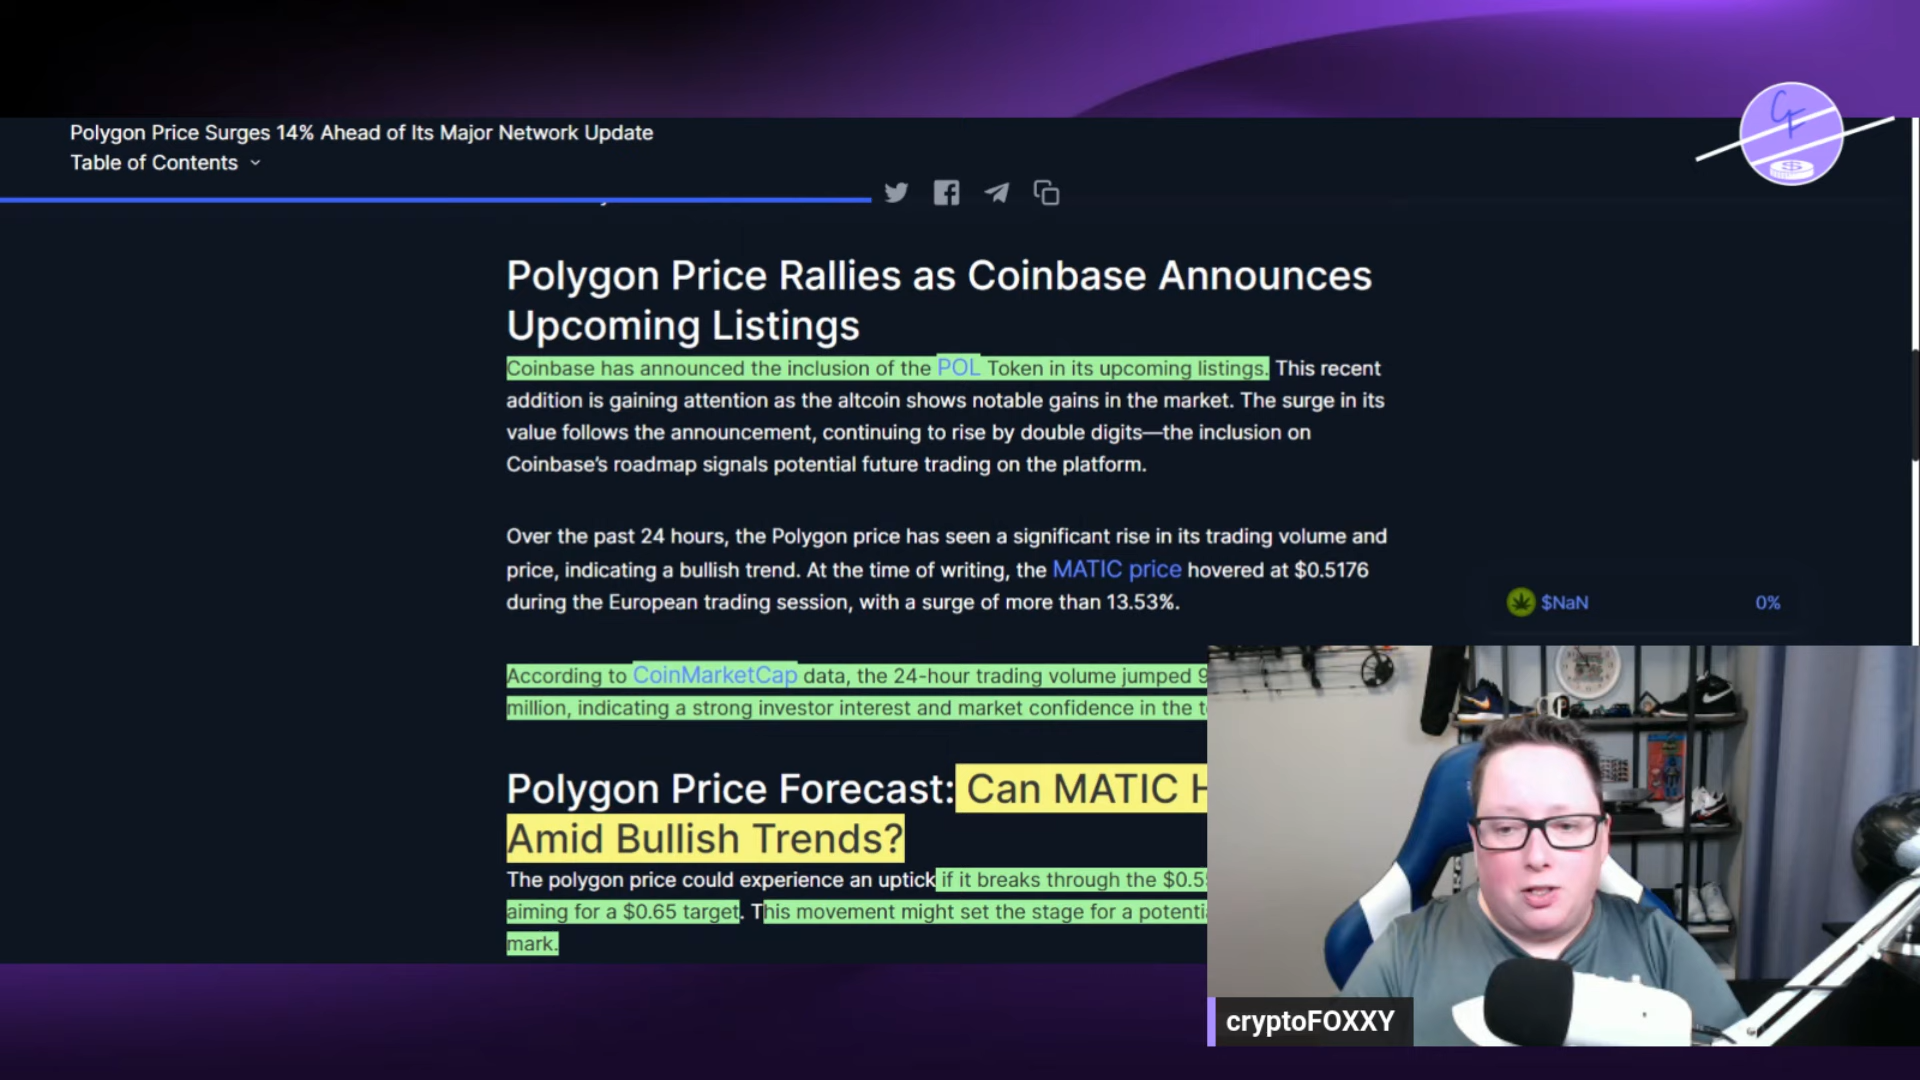 Polygon Price Surges 14% Ahead of Its Major Network Update
Table of Contents
Polygon Price Rallies as Coinbase Announces
Upcoming Listings
Coinbase has announced the inclusion of the POL Token in its upcoming listings. This recent
addition is gaining attention as the altcoin shows notable gains in the market. The surge in its
value follows the announcement, continuing to rise by double digits—the inclusion on
Coinbase's roadmap signals potential future trading on the platform.
Over the past 24 hours, the Polygon price has seen a significant rise in its trading volume and
price, indicating a bullish trend. At the time of writing, the MATIC price hovered at $0.5176
during the European trading session, with a surge of more than 13.53%.
$NaN 0%
According to CoinMarketCap data, the 24-hour trading volume jumped 9
million, indicating a strong investor interest and market confidence in the t
Polygon Price Forecast: Can MATIC H
Amid Bullish Trends?
The polygon price could experience an uptick if it breaks through the $0.5
aiming for a $0.65 target. This movement might set the stage for a potenti
mark.
cryptoFOXXY
CF